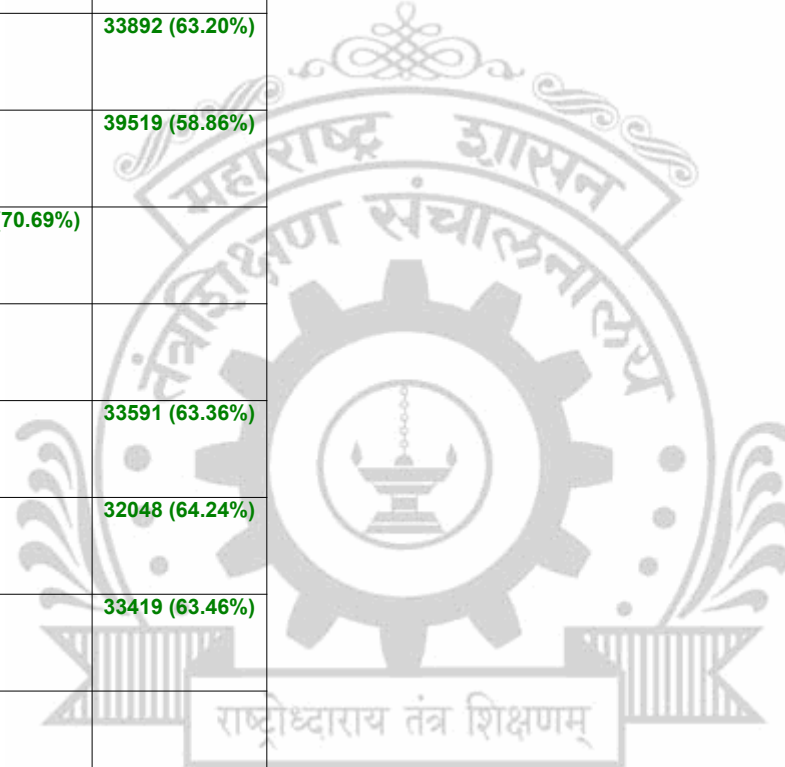 33892 (63.20%)
39519 (58.86%)
महाराष्ट्र शासन
तंत्रशिक्षण संचालनालय
70.69%)
33591 (63.36%)
32048 (64.24%)
33419 (63.46%)
राष्ट्रोध्दाराय तंत्र शिक्षणम्